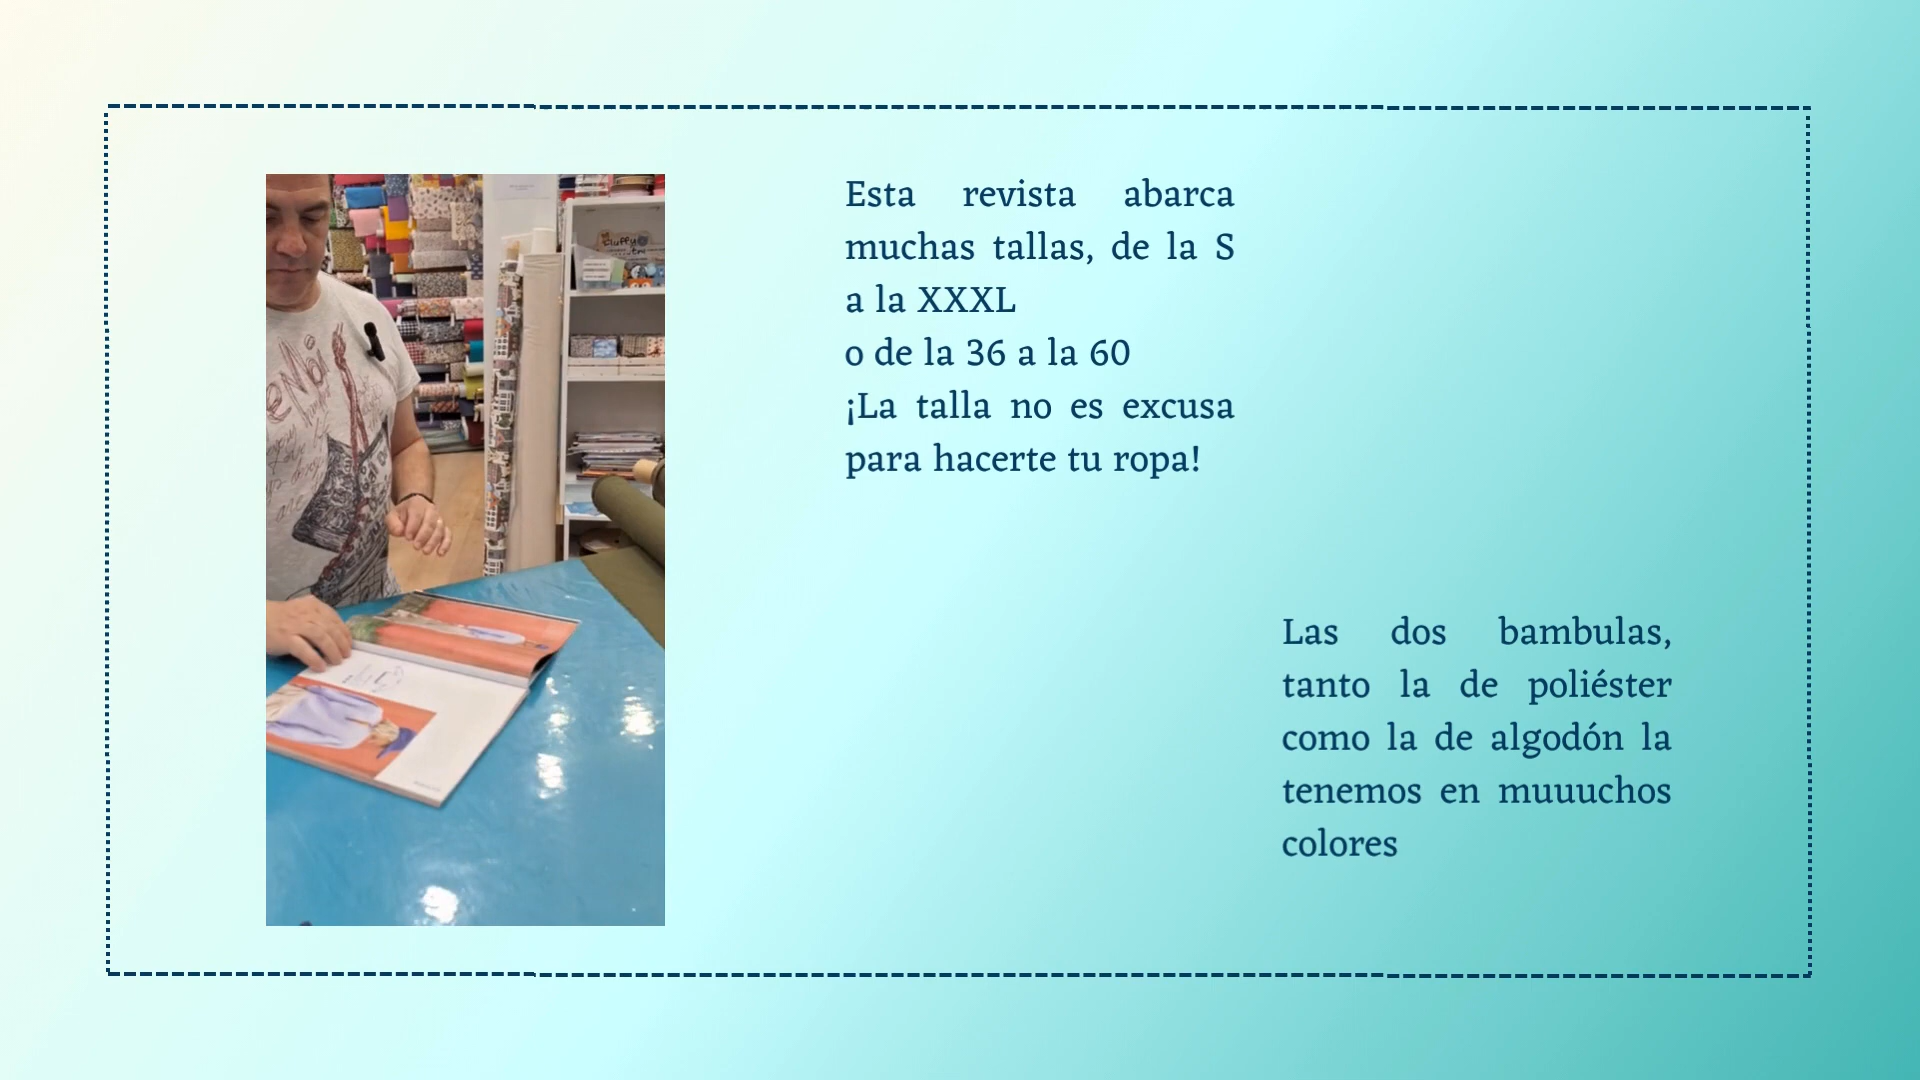 Esta revista abarca
muchas tallas, de la S
a la XXXL
o de la 36 a la 60
¡La talla no es excusa
para hacerte tu ropa!
Las dos bambulas,
tanto la de poliéster
como la de algodón la
tenemos en muuuchos
colores